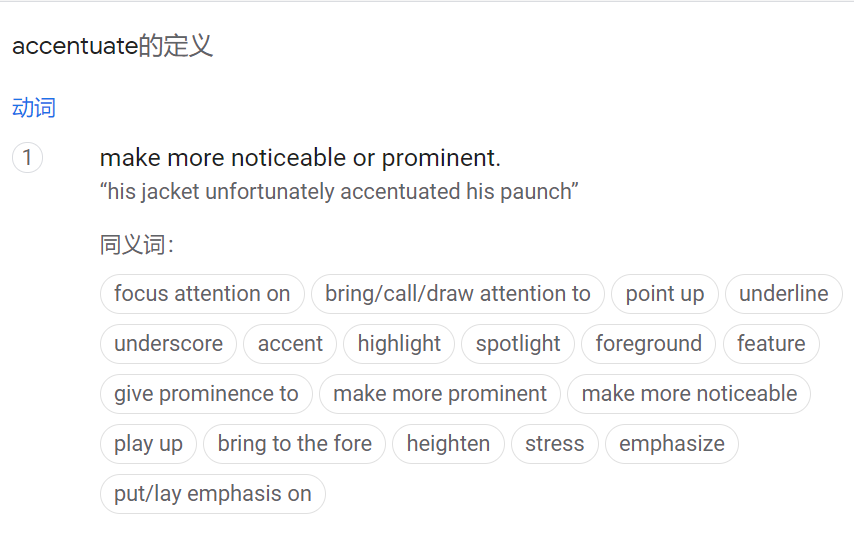 accentuate的定义
动词
1 make more noticeable or prominent.
“his jacket unfortunately accentuated his paunch”
同义词：
focus attention on bring/call/draw attention to point up underline
underscore accent highlight spotlight foreground feature
give prominence to make more prominent make more noticeable
play up bring to the fore heighten stress emphasize
put/lay emphasis on